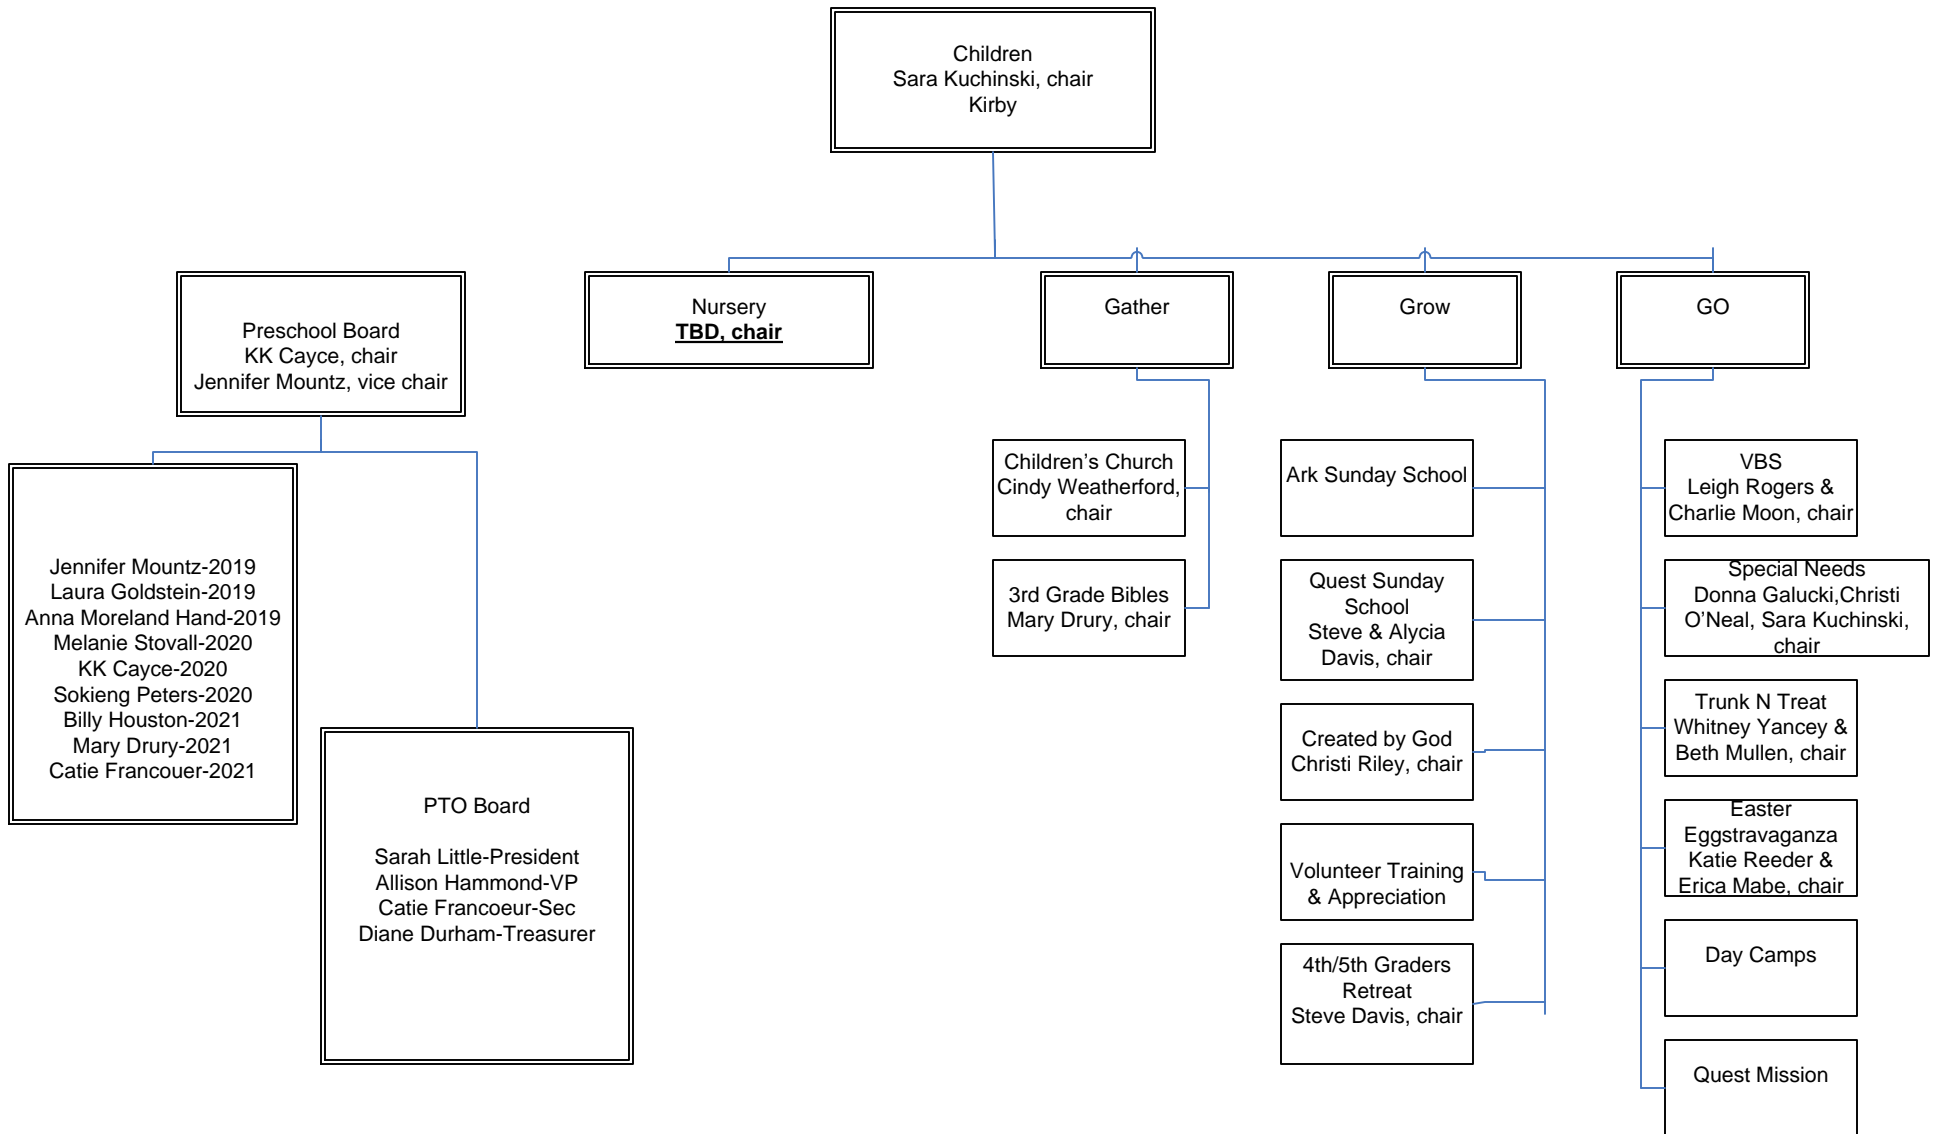 Children
Sara Kuchinski, chair
Kirby
Preschool Board
KK Cayce, chair
Jennifer Mountz, vice chair
Nursery
TBD, chair
Gather
Grow
GO
Jennifer Mountz-2019
Laura Goldstein-2019
Anna Moreland Hand-2019
Melanie Stovall-2020
KK Cayce-2020
Sokieng Peters-2020
Billy Houston-2021
Mary Drury-2021
Catie Francouer-2021
PTO Board
Sarah Little-President
Allison Hammond-VP
Catie Francoeur-Sec
Diane Durham-Treasurer
Children’s Church
Cindy Weatherford,
chair
3rd Grade Bibles
Mary Drury, chair
Ark Sunday School
Quest Sunday
School
Steve & Alycia
Davis, chair
Created by God
Christi Riley, chair
Volunteer Training
& Appreciation
4th/5th Graders
Retreat
Steve Davis, chair
VBS
Leigh Rogers &
Charlie Moon, chair
Special Needs
Donna Galucki,Christi
O’Neal, Sara Kuchinski,
chair
Trunk N Treat
Whitney Yancey &
Beth Mullen, chair
Easter
Eggstravaganza
Katie Reeder &
Erica Mabe, chair
Day Camps
Quest Mission